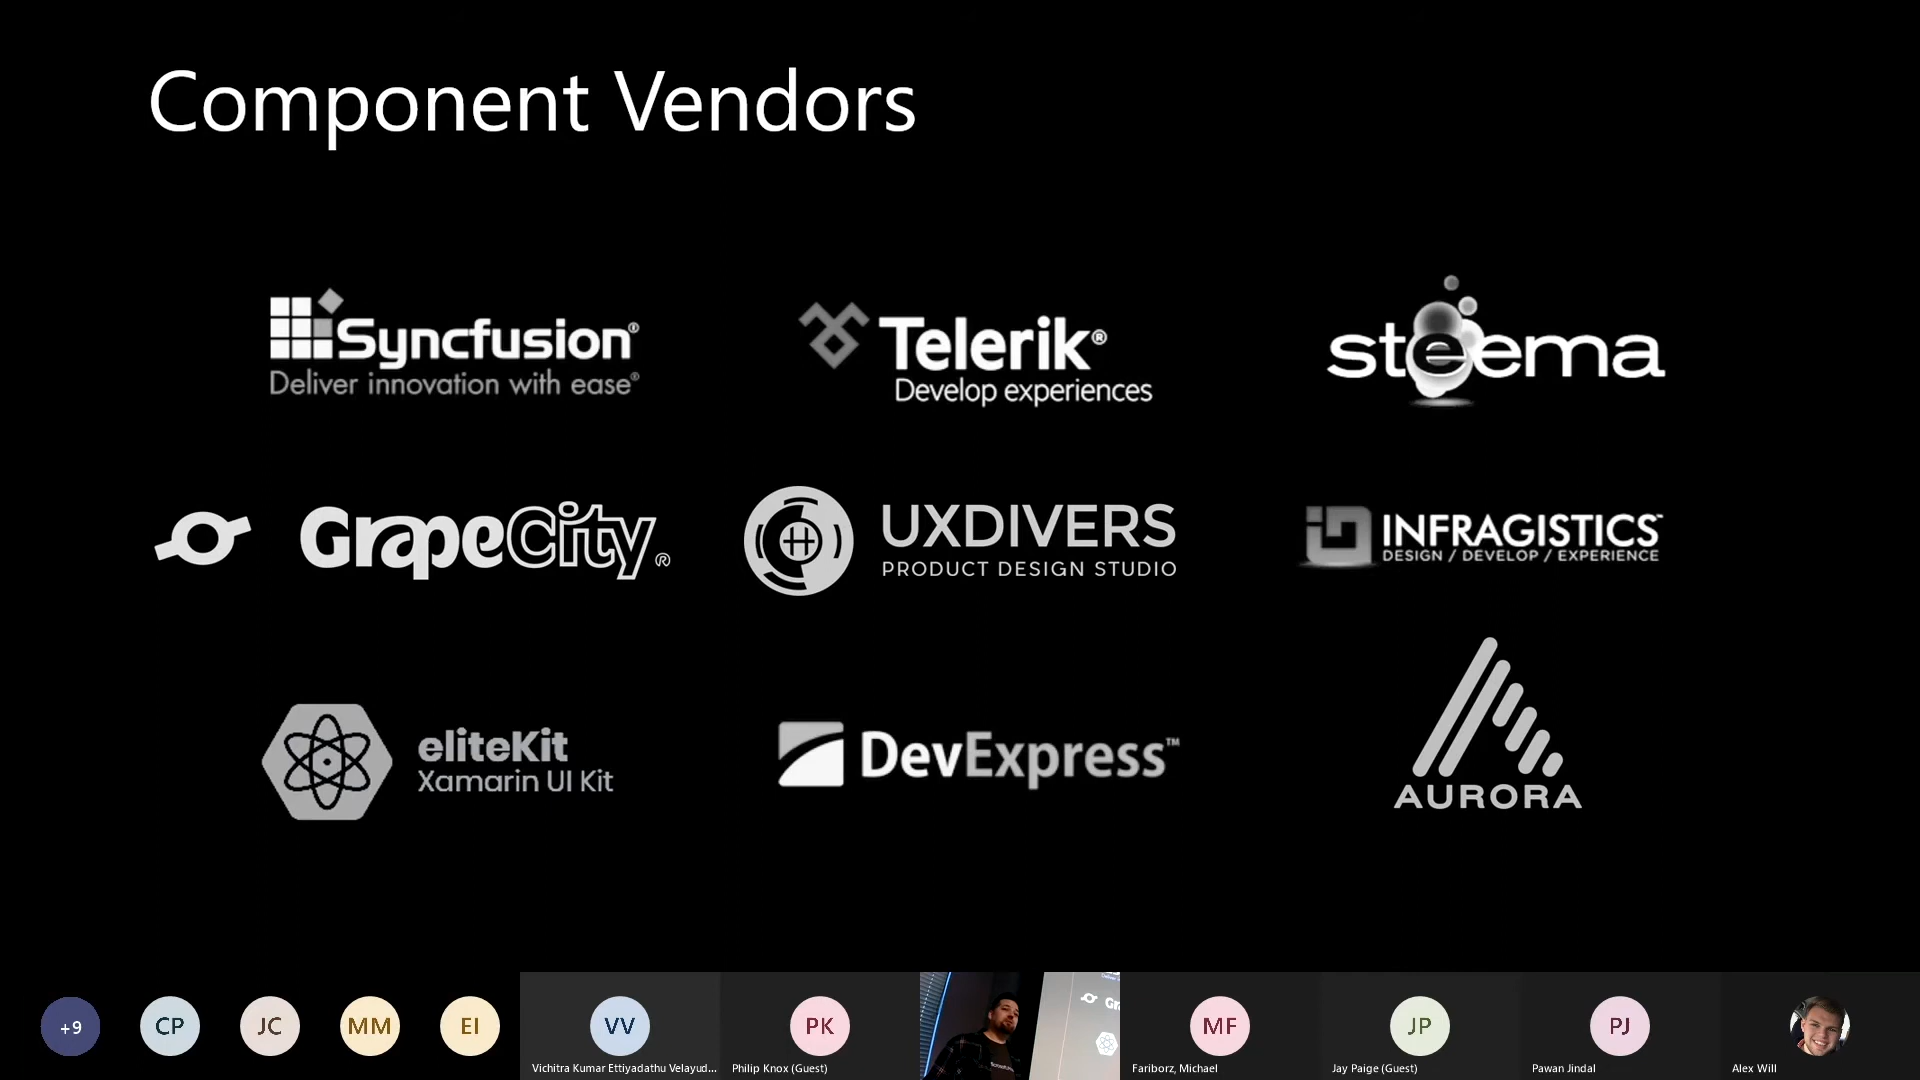 Component Vendors
Syncfusion®
Deliver innovation with ease®
Telerik®
Develop experiences
steema
GrapeCity®
UXDIVERS
PRODUCT DESIGN STUDIO
INFRAGISTICS™
DESIGN / DEVELOP / EXPERIENCE
eliteKit
Xamarin UI Kit
DevExpress™
AURORA
+9
CP
JC
MM
EI
VV
PK
MF
JP
PJ
Vichitra Kumar Ettiyadathu Velayud...
Philip Knox (Guest)
Fariborz, Michael
Jay Paige (Guest)
Pawan Jindal
Alex Will